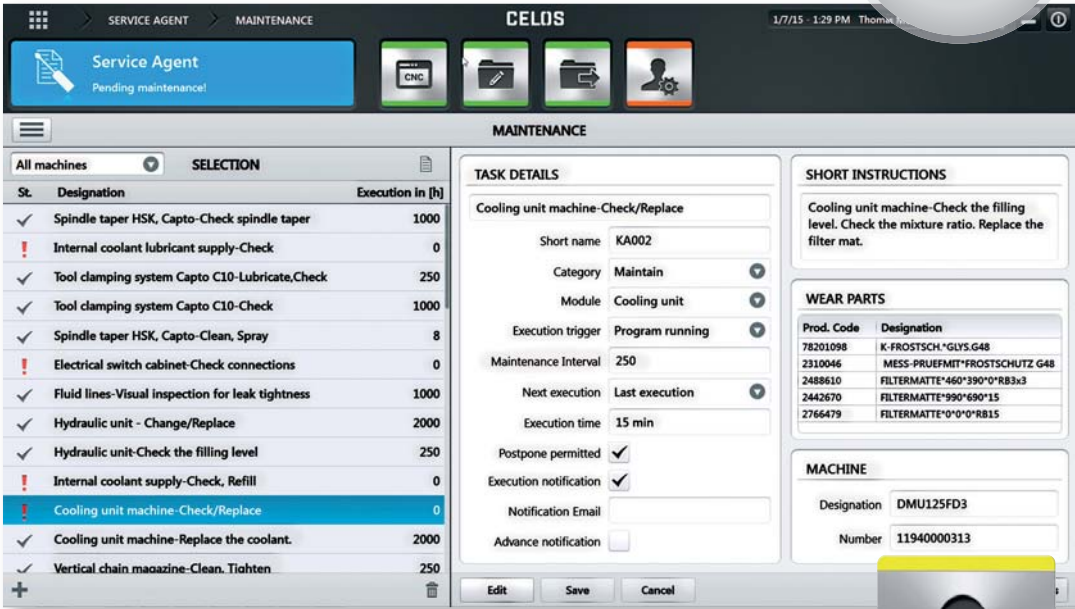 SERVICE AGENT
MAINTENANCE
CELOS
1/7/15 - 1:29 PM Thomas
Service Agent
Pending maintenance!
CNC
MAINTENANCE
All machines
SELECTION
St. Designation Execution in [h]
Spindle taper HSK, Capto-Check spindle taper 1000
Internal coolant lubricant supply-Check 0
Tool clamping system Capto C10-Lubricate,Check 250
Tool clamping system Capto C10-Check 1000
Spindle taper HSK, Capto-Clean, Spray 8
Electrical switch cabinet-Check connections 0
Fluid lines-Visual inspection for leak tightness 1000
Hydraulic unit - Change/Replace 2000
Hydraulic unit-Check the filling level 250
Internal coolant supply-Check, Refill 0
Cooling unit machine-Check/Replace 0
Cooling unit machine-Replace the coolant. 2000
Vertical chain magazine-Clean, Tighten 250
TASK DETAILS
Cooling unit machine-Check/Replace
Short name KA002
Category Maintain
Module Cooling unit
Execution trigger Program running
Maintenance Interval 250
Next execution Last execution
Execution time 15 min
Postpone permitted
Execution notification
Notification Email
Advance notification
Edit Save Cancel
SHORT INSTRUCTIONS
Cooling unit machine-Check the filling
level. Check the mixture ratio. Replace the
filter mat.
WEAR PARTS
Prod. Code Designation
78201098 K-FROSTSCH.*GLYS.G48
2310046 MESS-PRUEFMIT*FROSTSCHUTZ G48
2488610 FILTERMATTE*460*390*0*RB3x3
2442670 FILTERMATTE*990*690*15
2766479 FILTERMATTE*0*0*0*RB15
MACHINE
Designation DMU125FD3
Number 11940000313